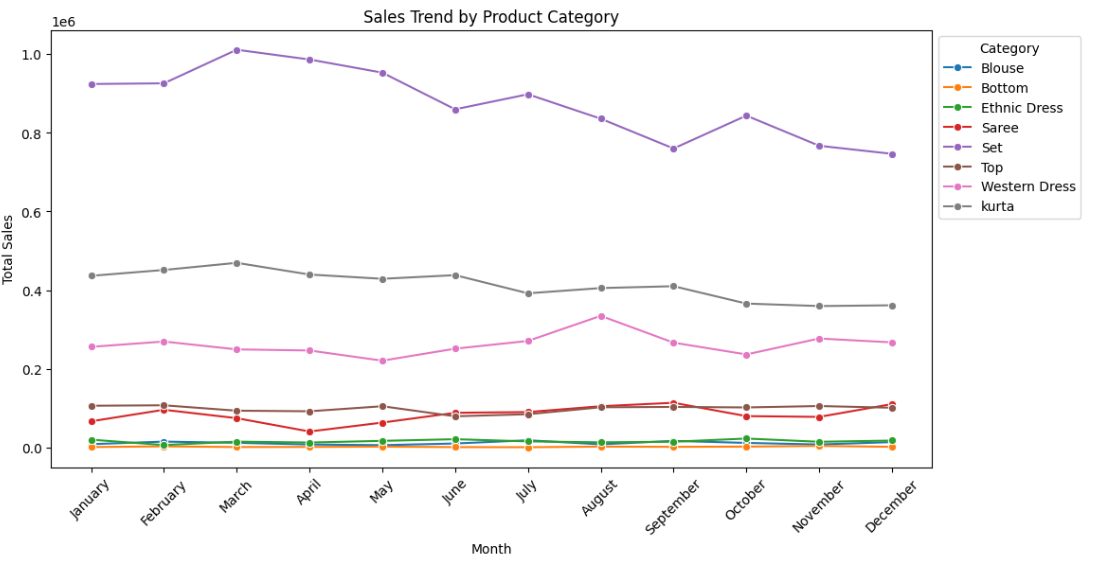 Sales Trend by Product Category
1e6
Total Sales
1.0
0.8
0.6
0.4
0.2
0.0
January
February
March
April
May
June
July
August
September
October
November
December
Month
Category
Blouse
Bottom
Ethnic Dress
Saree
Set
Top
Western Dress
kurta